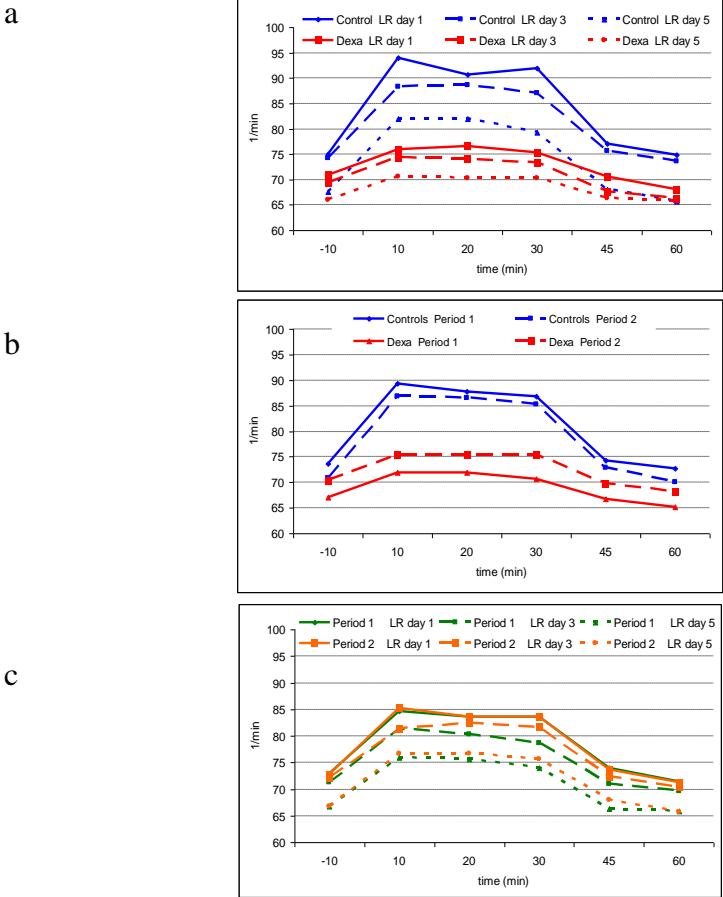 a
Control LR day 1 Control LR day 3 Control LR day 5
Dexa LR day 1 Dexa LR day 3 Dexa LR day 5
100
95
90
85
80
75
70
65
60
1/min
-10 10 20 30 45 60
time (min)
b
Controls Period 1 Controls Period 2
Dexa Period 1 Dexa Period 2
100
95
90
85
80
75
70
65
60
1/min
-10 10 20 30 45 60
time (min)
c
Period 1 LR day 1 Period 1 LR day 3 Period 1 LR day 5
Period 2 LR day 1 Period 2 LR day 3 Period 2 LR day 5
100
95
90
85
80
75
70
65
60
1/min
-10 10 20 30 45 60
time (min)